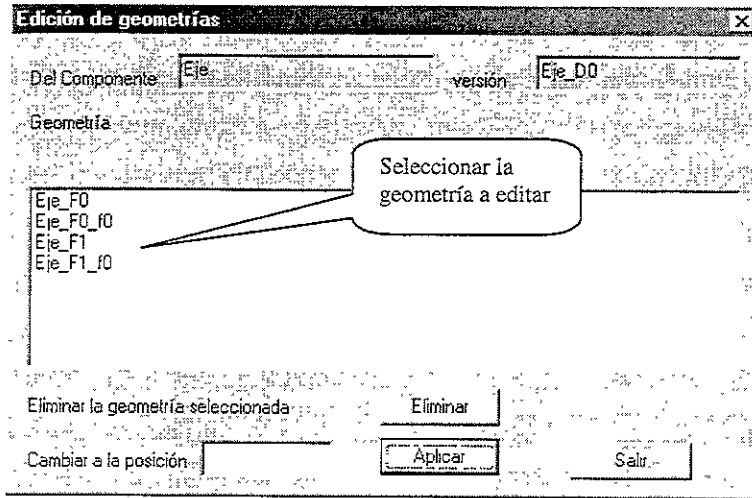 Edición de geometrías
Del Componente Eje versión Eje_D0
Geometría
Seleccionar la
geometría a editar
Eje_F0
Eje_F0_f0
Eje_F1
Eje_F1_f0
Eliminar la geometría seleccionada Eliminar
Cambiar a la posición Aplicar Salir